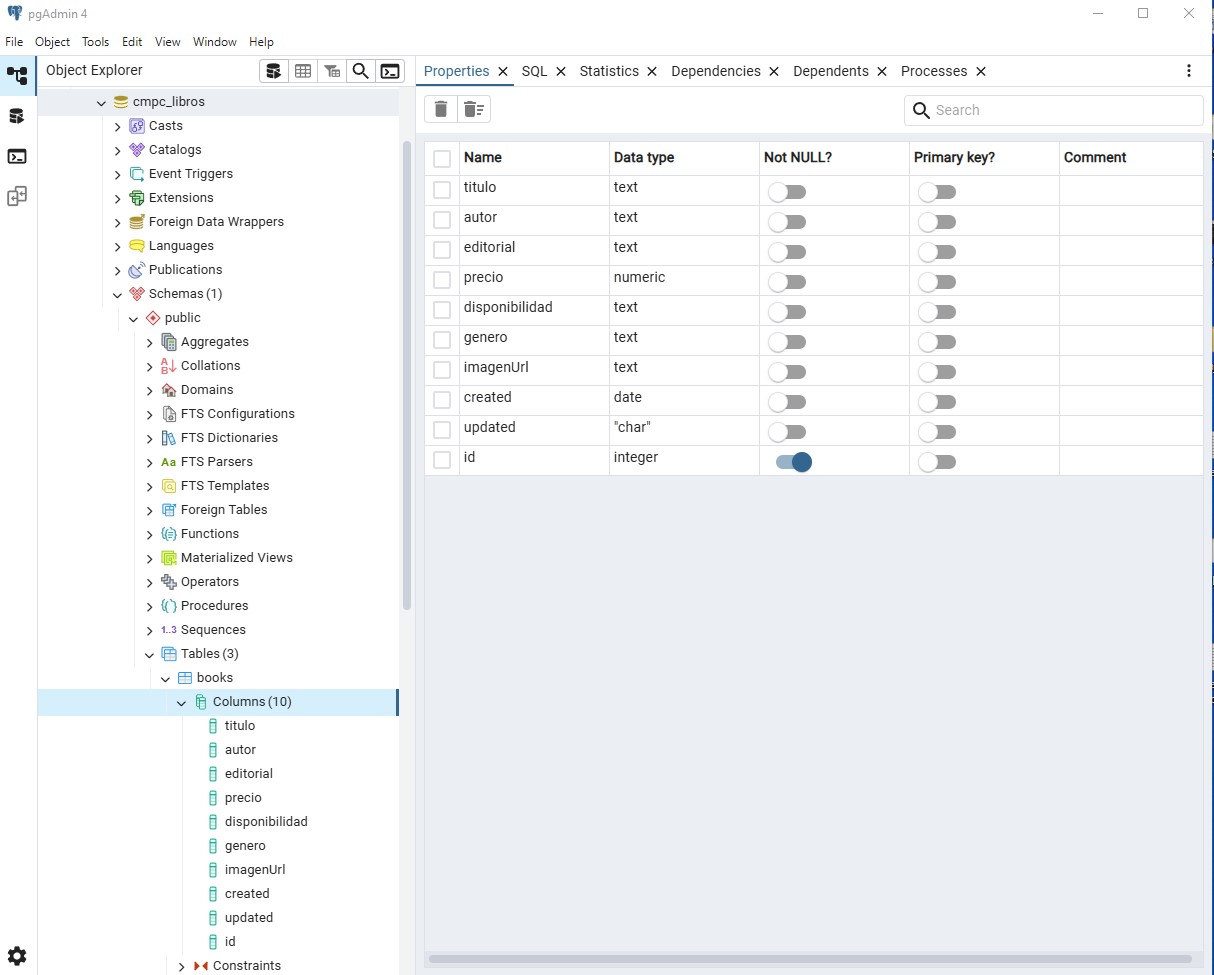 pgAdmin 4
File Object Tools Edit View Window Help
Object Explorer
cmpc_libros
Casts
Catalogs
Event Triggers
Extensions
Foreign Data Wrappers
Languages
Publications
Schemas (1)
public
Aggregates
Collations
Domains
FTS Configurations
FTS Dictionaries
Aa FTS Parsers
FTS Templates
Foreign Tables
Functions
Materialized Views
Operators
Procedures
1..3 Sequences
Tables (3)
books
Columns (10)
titulo
autor
editorial
precio
disponibilidad
genero
imagenUrl
created
updated
id
Constraints
Properties SQL Statistics Dependencies Dependents Processes
Search
Name Data type Not NULL? Primary key? Comment
titulo text
autor text
editorial text
precio numeric
disponibilidad text
genero text
imagenUrl text
created date
updated "char"
id integer